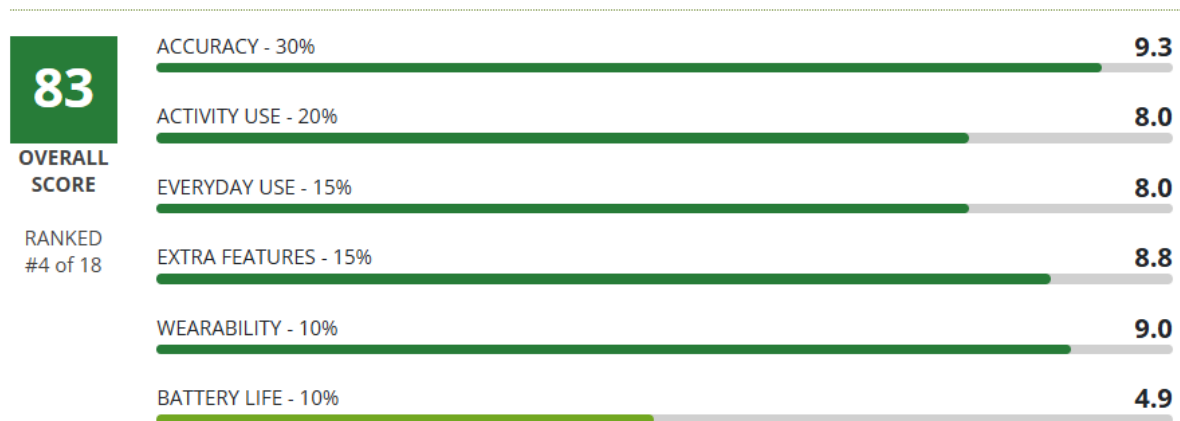 83
OVERALL
SCORE
RANKED
#4 of 18
ACCURACY - 30% 9.3
ACTIVITY USE - 20% 8.0
EVERYDAY USE - 15% 8.0
EXTRA FEATURES - 15% 8.8
WEARABILITY - 10% 9.0
BATTERY LIFE - 10% 4.9